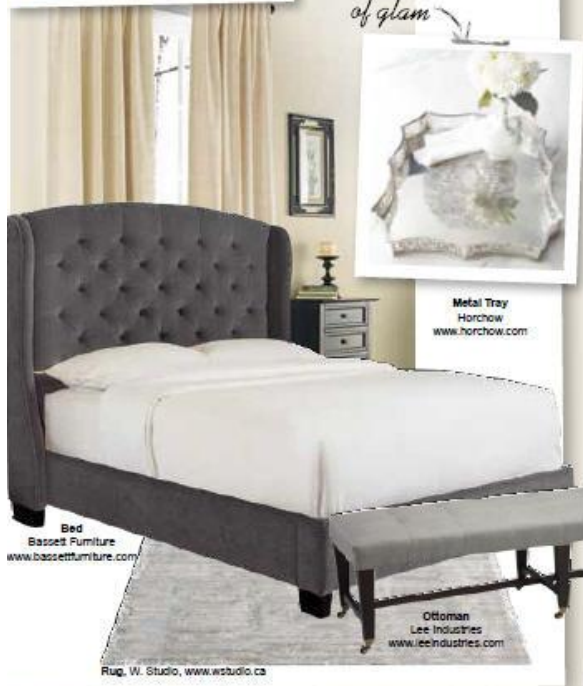 of glam
Metal Tray
Horchow
www.horchow.com
Bed
Bassett Furniture
www.bassettfurniture.com
Ottoman
Lee Industries
www.leeindustries.com
Rug, W. Studio, www.wstudio.ca